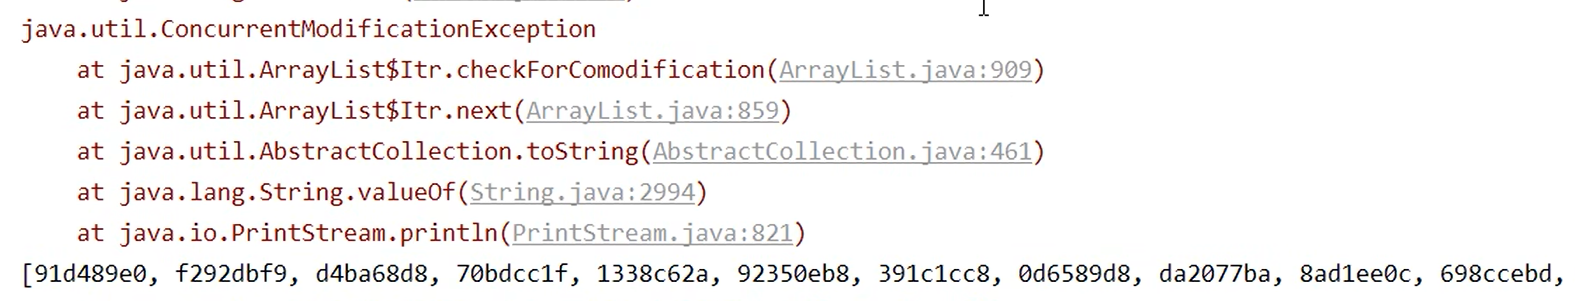 java.util.ConcurrentModificationException
at java.util.ArrayList$Itr.checkForComodification(ArrayList.java:909)
at java.util.ArrayList$Itr.next(ArrayList.java:859)
at java.util.AbstractCollection.toString(AbstractCollection.java:461)
at java.lang.String.valueOf(String.java:2994)
at java.io.PrintStream.println(PrintStream.java:821)
[91d489e0, f292dbf9, d4ba68d8, 70bdcc1f, 1338c62a, 92350eb8, 391c1cc8, 0d6589d8, da2077ba, 8ad1ee0c, 698ccebd,